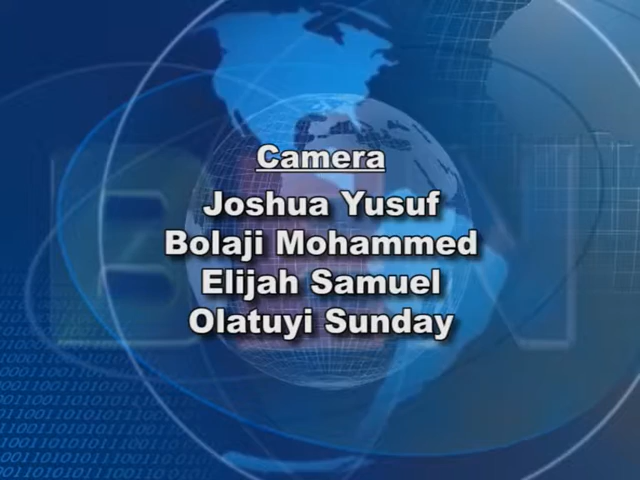 Camera
Joshua Yusuf
Bolaji Mohammed
Elijah Samuel
Olatuyi Sunday